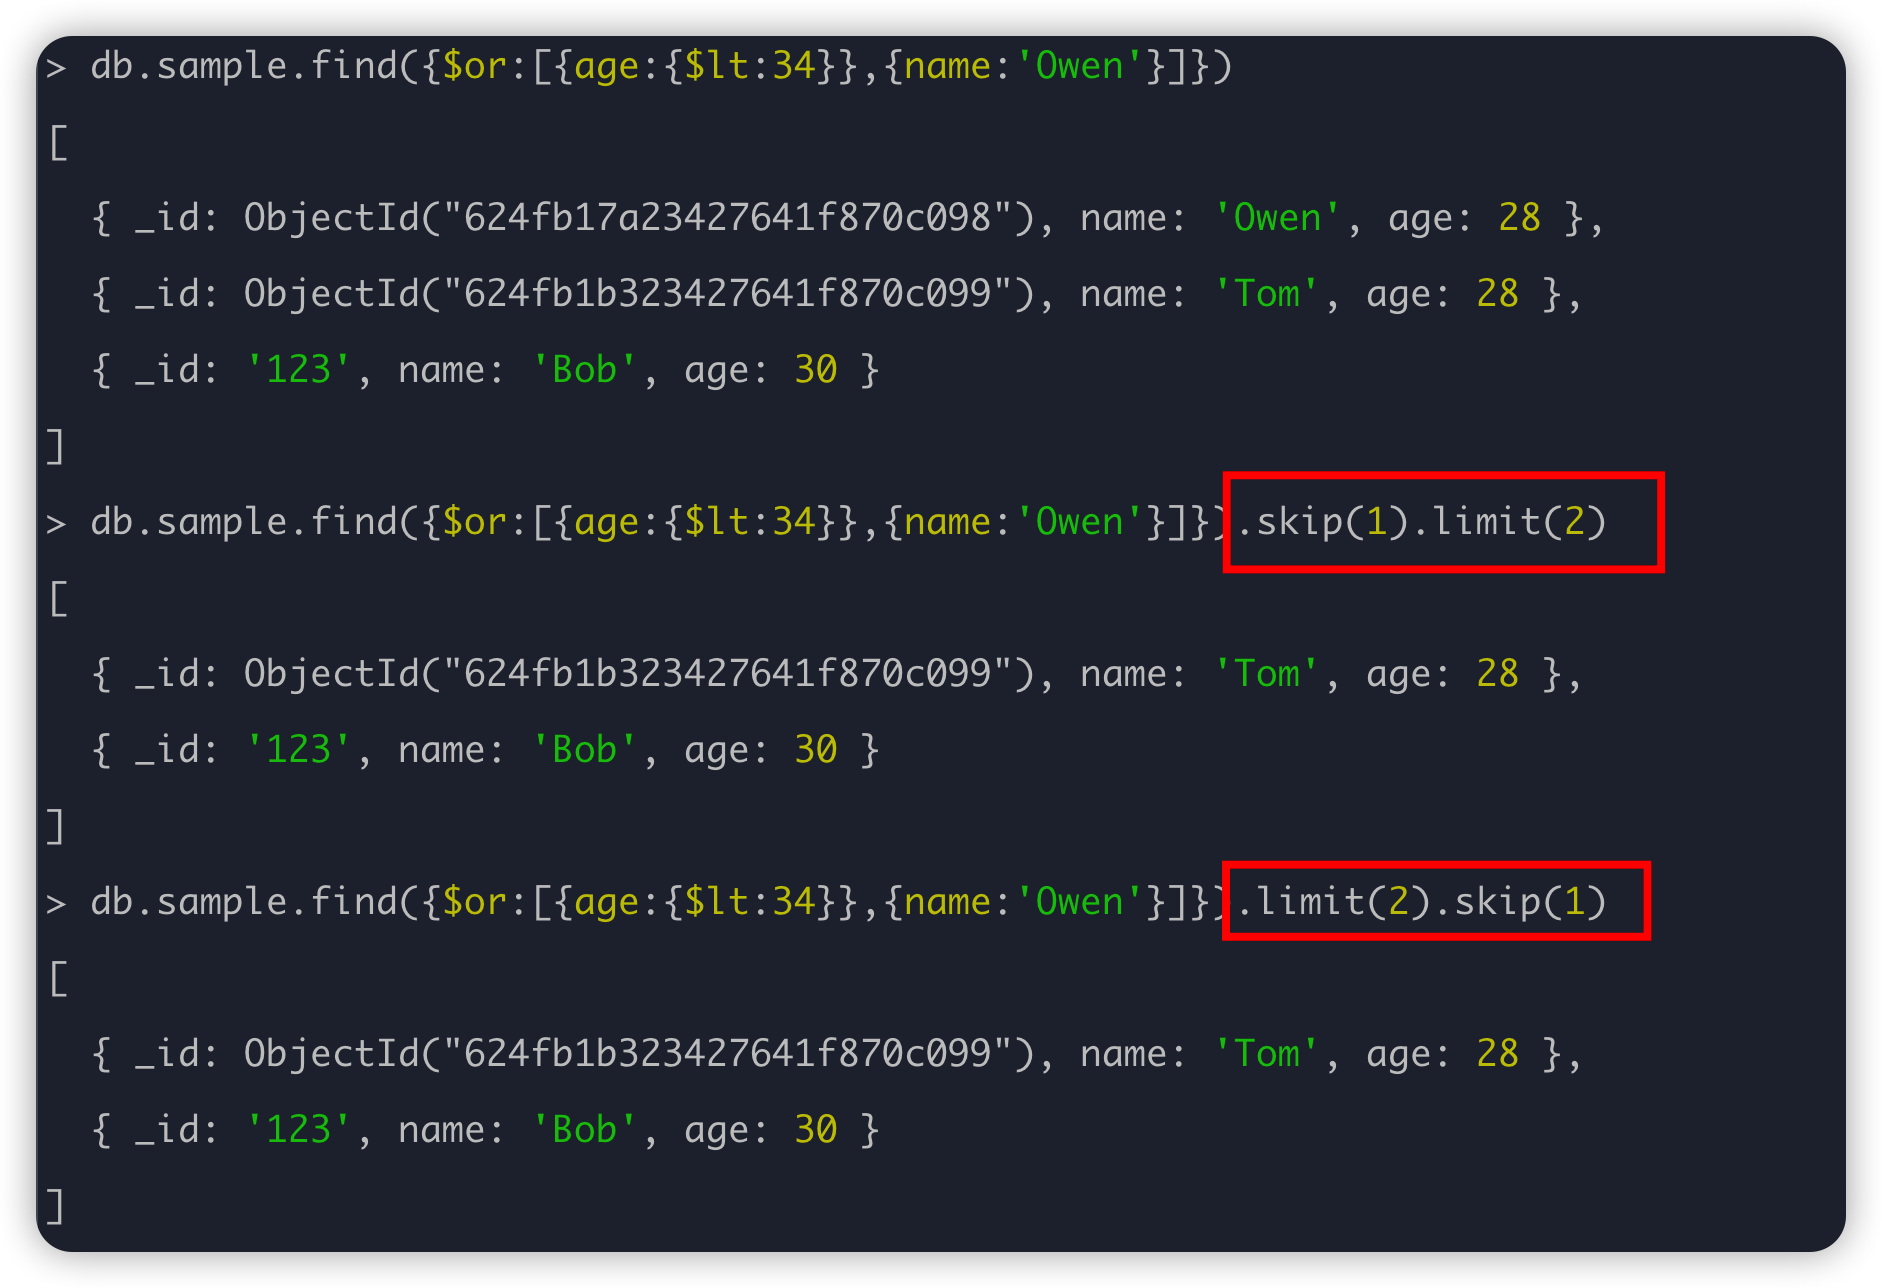 > db.sample.find({$or:[{age:{$lt:34}},{name:'Owen'}]})
[
{ _id: ObjectId("624fb17a23427641f870c098"), name: 'Owen', age: 28 },
{ _id: ObjectId("624fb1b323427641f870c099"), name: 'Tom', age: 28 },
{ _id: '123', name: 'Bob', age: 30 }
]
> db.sample.find({$or:[{age:{$lt:34}},{name:'Owen'}]}).skip(1).limit(2)
[
{ _id: ObjectId("624fb1b323427641f870c099"), name: 'Tom', age: 28 },
{ _id: '123', name: 'Bob', age: 30 }
]
> db.sample.find({$or:[{age:{$lt:34}},{name:'Owen'}]}).limit(2).skip(1)
[
{ _id: ObjectId("624fb1b323427641f870c099"), name: 'Tom', age: 28 },
{ _id: '123', name: 'Bob', age: 30 }
]